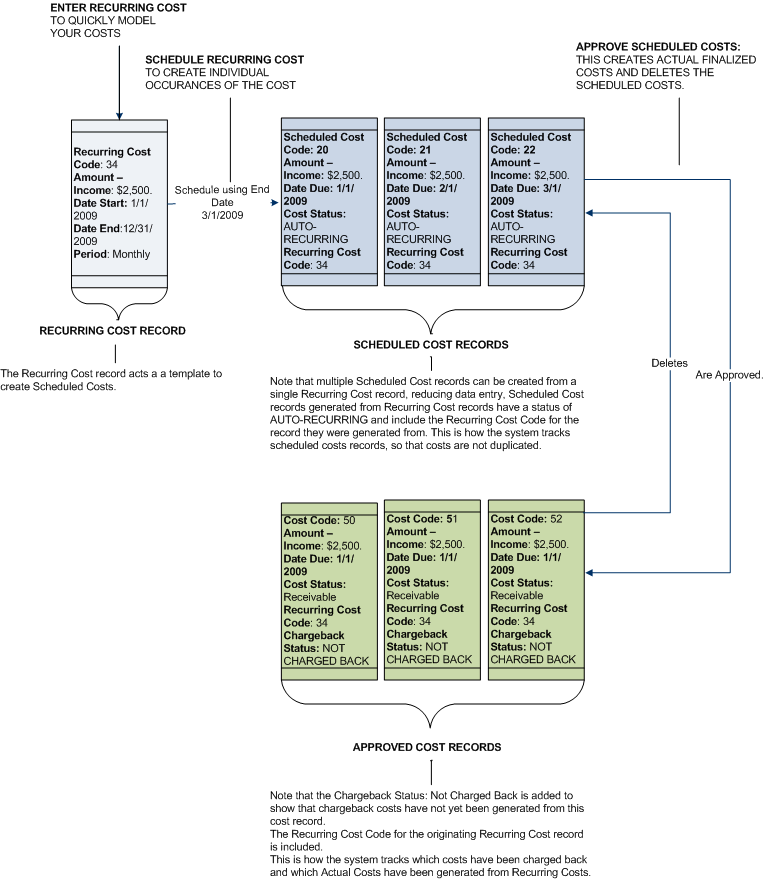 ENTER RECURRING COST
TO QUICKLY MODEL
YOUR COSTS
SCHEDULE RECURRING COST
TO CREATE INDIVIDUAL
OCCURANCES OF THE COST
APPROVE SCHEDULED COSTS:
THIS CREATES ACTUAL FINALIZED
COSTS AND DELETES THE
SCHEDULED COSTS.
Recurring Cost
Code: 34
Amount –
Income: $2,500.
Date Start: 1/1/
2009
Date End:12/31/
2009
Period: Monthly
Schedule using End
Date
3/1/2009
Scheduled Cost
Code: 20
Amount –
Income: $2,500.
Date Due: 1/1/
2009
Cost Status:
AUTO-
RECURRING
Recurring Cost
Code: 34
Scheduled Cost
Code: 21
Amount –
Income: $2,500.
Date Due: 2/1/
2009
Cost Status:
AUTO-
RECURRING
Recurring Cost
Code: 34
Scheduled Cost
Code: 22
Amount –
Income: $2,500.
Date Due: 3/1/
2009
Cost Status:
AUTO-
RECURRING
Recurring Cost
Code: 34
RECURRING COST RECORD
The Recurring Cost record acts a a template to
create Scheduled Costs.
SCHEDULED COST RECORDS
Note that multiple Scheduled Cost records can be created from a
single Recurring Cost record, reducing data entry, Scheduled Cost
records generated from Recurring Cost records have a status of
AUTO-RECURRING and include the Recurring Cost Code for the
record they were generated from. This is how the system tracks
scheduled costs records, so that costs are not duplicated.
Deletes
Are Approved.
Cost Code: 50
Amount –
Income: $2,500.
Date Due: 1/1/
2009
Cost Status:
Receivable
Recurring Cost
Code: 34
Chargeback
Status: NOT
CHARGED BACK
Cost Code: 51
Amount –
Income: $2,500.
Date Due: 1/1/
2009
Cost Status:
Receivable
Recurring Cost
Code: 34
Chargeback
Status: NOT
CHARGED BACK
Cost Code: 52
Amount –
Income: $2,500.
Date Due: 1/1/
2009
Cost Status:
Receivable
Recurring Cost
Code: 34
Chargeback
Status: NOT
CHARGED BACK
APPROVED COST RECORDS
Note that the Chargeback Status: Not Charged Back is added to
show that chargeback costs have not yet been generated from this
cost record.
The Recurring Cost Code for the originating Recurring Cost record
is included.
This is how the system tracks which costs have been charged back
and which Actual Costs have been generated from Recurring Costs.